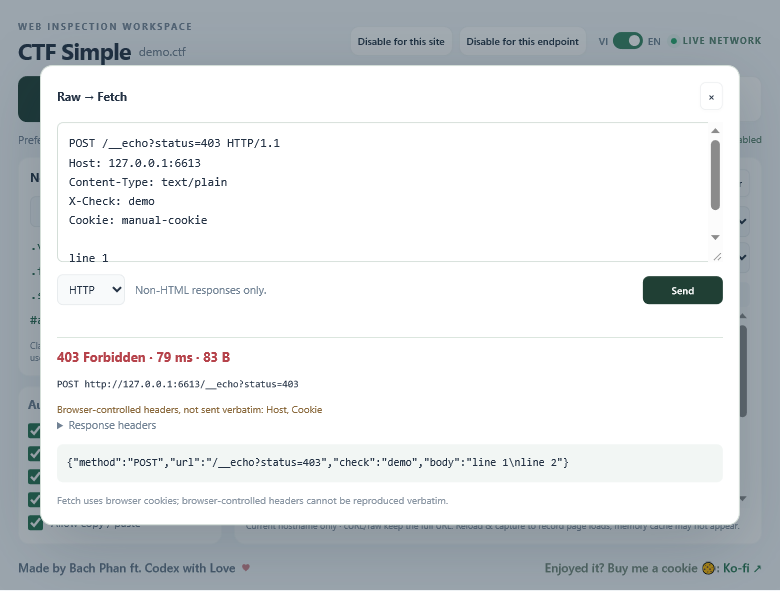 WEB INSPECTION WORKSPACE
CTF Simple demo.ctf
Disable for this site
Disable for this endpoint
VI EN
LIVE NETWORK
Raw → Fetch
×
POST /__echo?status=403 HTTP/1.1
Host: 127.0.0.1:6613
Content-Type: text/plain
X-Check: demo
Cookie: manual-cookie
line 1
HTTP
Non-HTML responses only.
Send
403 Forbidden · 79 ms · 83 B
POST http://127.0.0.1:6613/__echo?status=403
Browser-controlled headers, not sent verbatim: Host, Cookie
▶ Response headers
{"method":"POST","url":"/__echo?status=403","check":"demo","body":"line 1\nline 2"}
Fetch uses browser cookies; browser-controlled headers cannot be reproduced verbatim.
Made by Bach Phan ft. Codex with Love ♥
Enjoyed it? Buy me a cookie 🍪: Ko-fi ↗